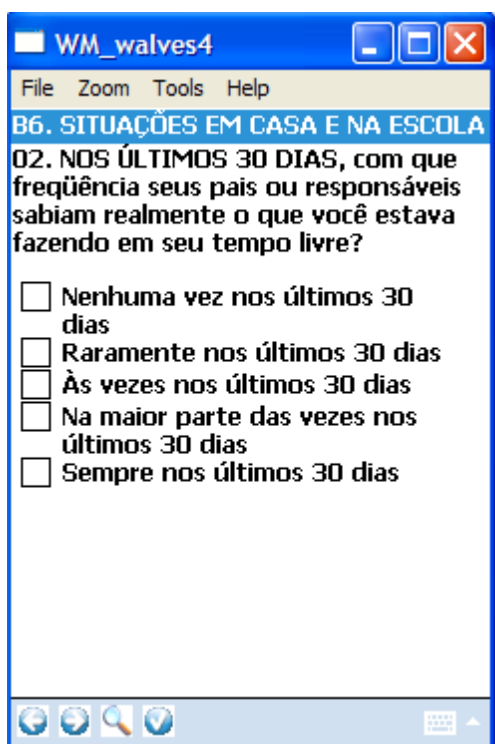 WM_walves4
File Zoom Tools Help
B6. SITUAÇÕES EM CASA E NA ESCOLA
02. NOS ÚLTIMOS 30 DIAS, com que
freqüência seus pais ou responsáveis
sabiam realmente o que você estava
fazendo em seu tempo livre?
Nenhuma vez nos últimos 30
dias
Raramente nos últimos 30 dias
Às vezes nos últimos 30 dias
Na maior parte das vezes nos
últimos 30 dias
Sempre nos últimos 30 dias